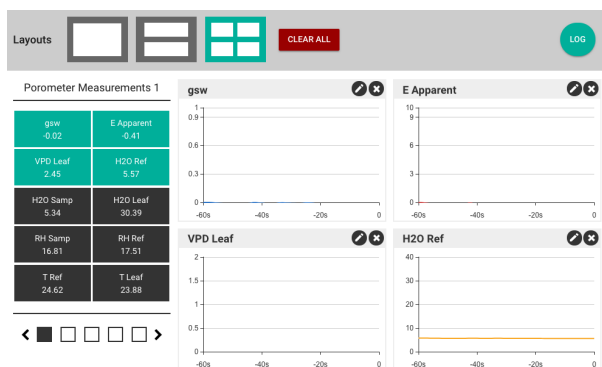 Layouts
CLEAR ALL
LOG
Porometer Measurements 1
gsw
-0.02
E Apparent
-0.41
VPD Leaf
2.45
H2O Ref
5.57
H2O Samp
5.34
H2O Leaf
30.39
RH Samp
16.81
RH Ref
17.51
T Ref
24.62
T Leaf
23.88
gsw
1
0.9
0.6
0.3
0
-60s -40s -20s 0
E Apparent
10
9
6
3
0
-60s -40s -20s 0
VPD Leaf
2
1.5
1
0.5
0
-60s -40s -20s 0
H2O Ref
40
30
20
10
0
-60s -40s -20s 0